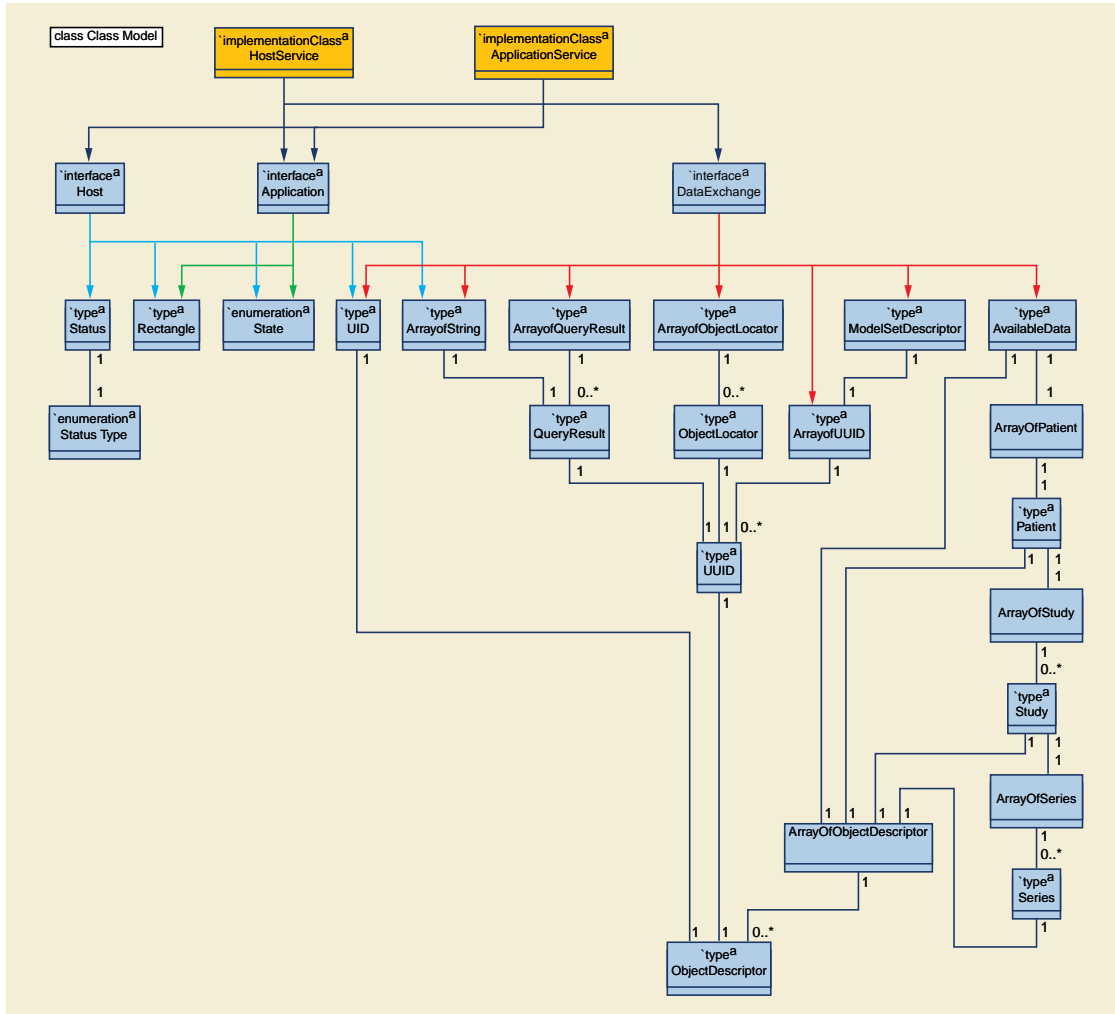 class Class Model
`implementationClassª
HostService
`implementationClassª
ApplicationService
`interfaceª
Host
`interfaceª
Application
`interfaceª
DataExchange
`typeª
Status
`typeª
Rectangle
`enumerationª
State
`typeª
UID
`typeª
ArrayofString
`typeª
ArrayofQueryResult
`typeª
ArrayofObjectLocator
`typeª
ModelSetDescriptor
`typeª
AvailableData
1
1
1
1
1
1
1
1
1
1
1
0..*
0..*
1
1
`enumerationª
Status Type
`typeª
QueryResult
`typeª
ObjectLocator
`typeª
ArrayofUUID
ArrayOfPatient
1
1
1
1
1
1
1
0..*
`typeª
Patient
`typeª
UUID
1
1
1
1
ArrayOfStudy
1
0..*
`typeª
Study
1
1
1
ArrayOfSeries
1
1
1
1
1
0..*
ArrayOfObjectDescriptor
`typeª
Series
1
1
1
1
0..*
`typeª
ObjectDescriptor